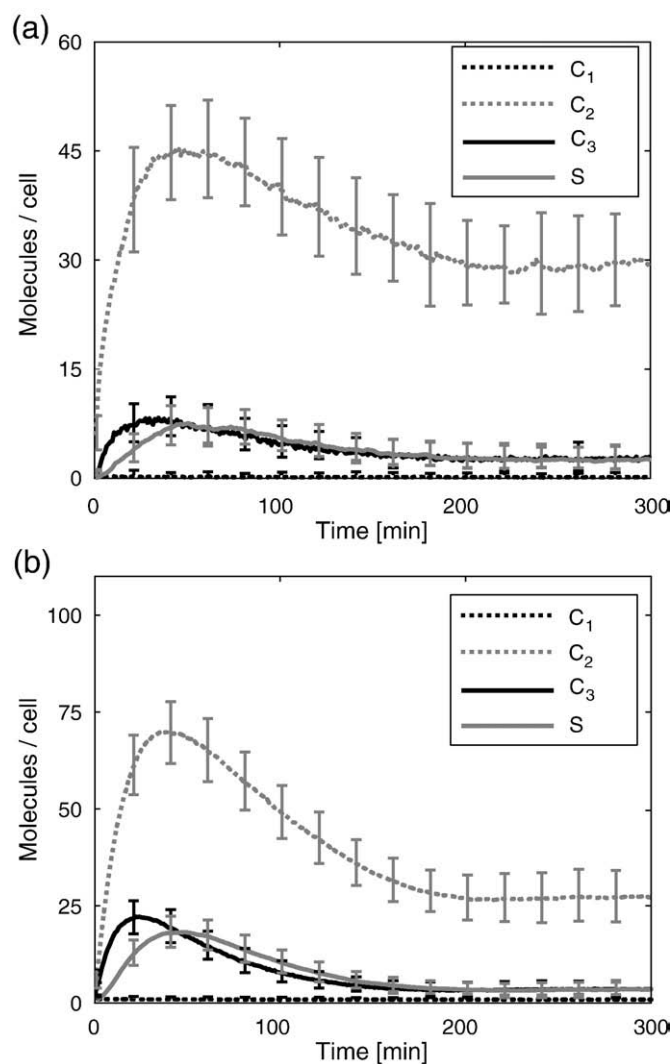 (a)
60
45
30
15
0
Molecules / cell
C₁
C₂
C₃
S
0
100
200
300
Time [min]
(b)
100
75
50
25
0
Molecules / cell
C₁
C₂
C₃
S
0
100
200
300
Time [min]